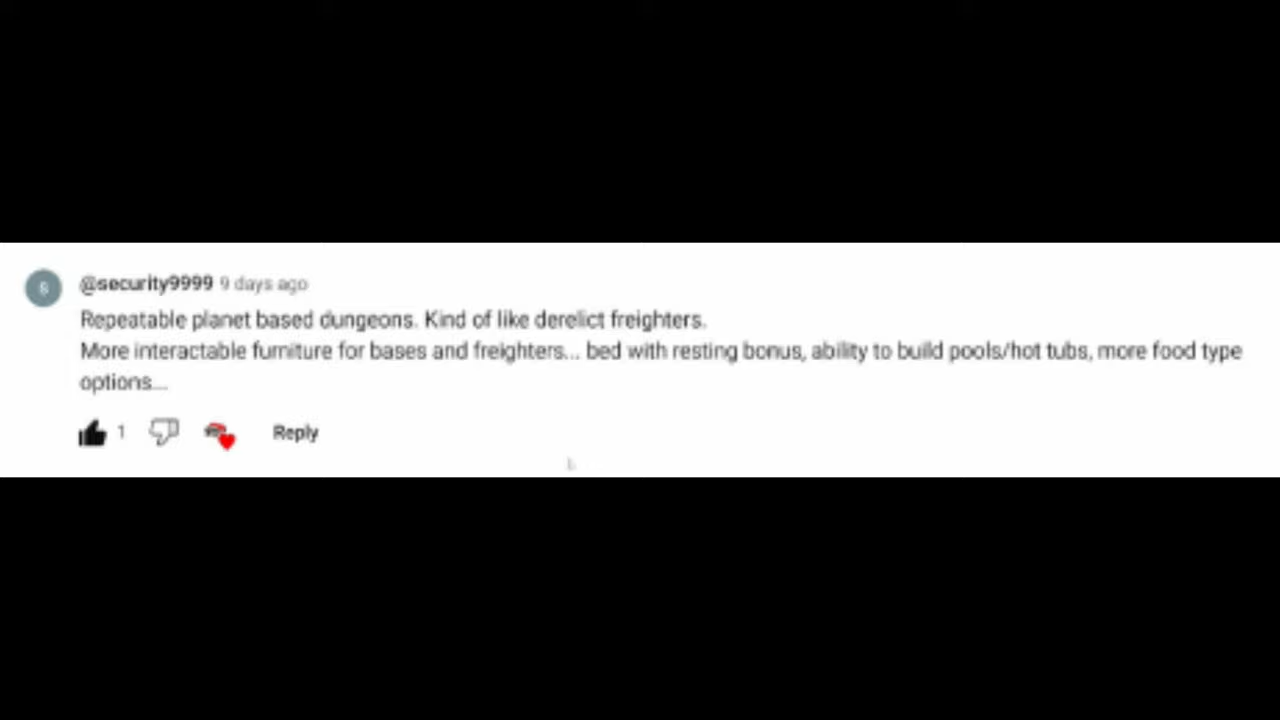 S
@security9999 9 days ago
Repeatable planet based dungeons. Kind of like derelict freighters.
More interactable furniture for bases and freighters... bed with resting bonus, ability to build pools/hot tubs, more food type
options...
1 Reply